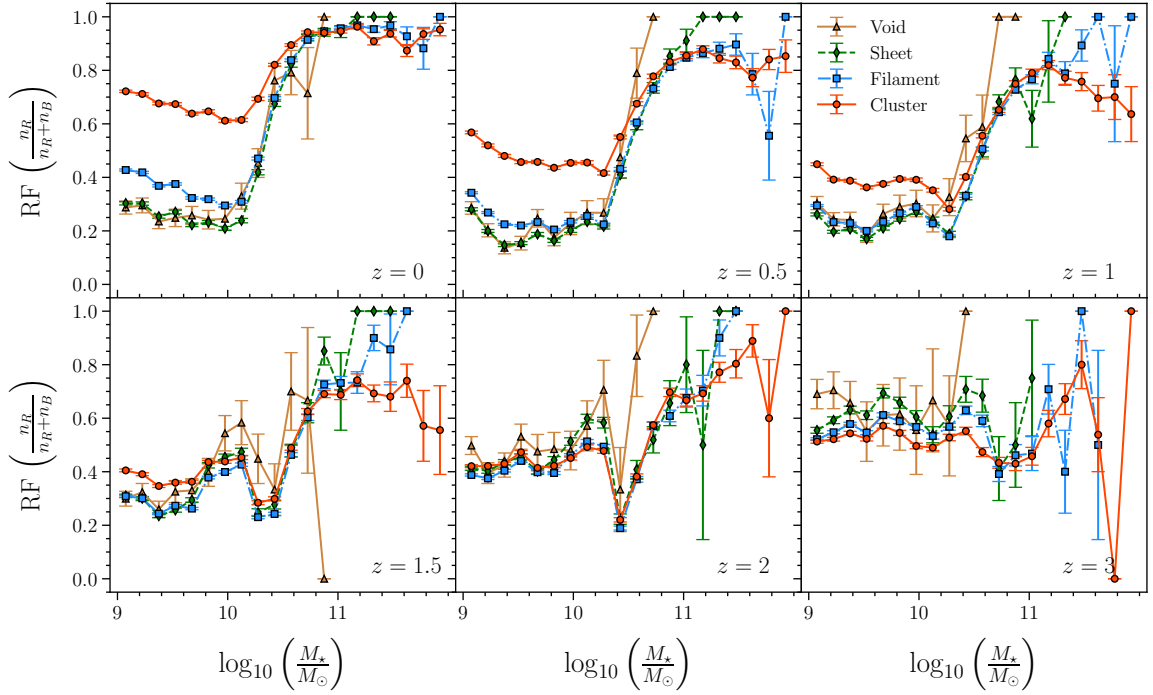 1.0
0.8
0.6
0.4
0.2
0.0
RF (n_R / n_R+n_B)
z = 0
z = 0.5
Void
Sheet
Filament
Cluster
z = 1
1.0
0.8
0.6
0.4
0.2
0.0
RF (n_R / n_R+n_B)
z = 1.5
z = 2
z = 3
9 10 11
9 10 11
9 10 11
log₁₀ (M⋆ / M⊙)
log₁₀ (M⋆ / M⊙)
log₁₀ (M⋆ / M⊙)